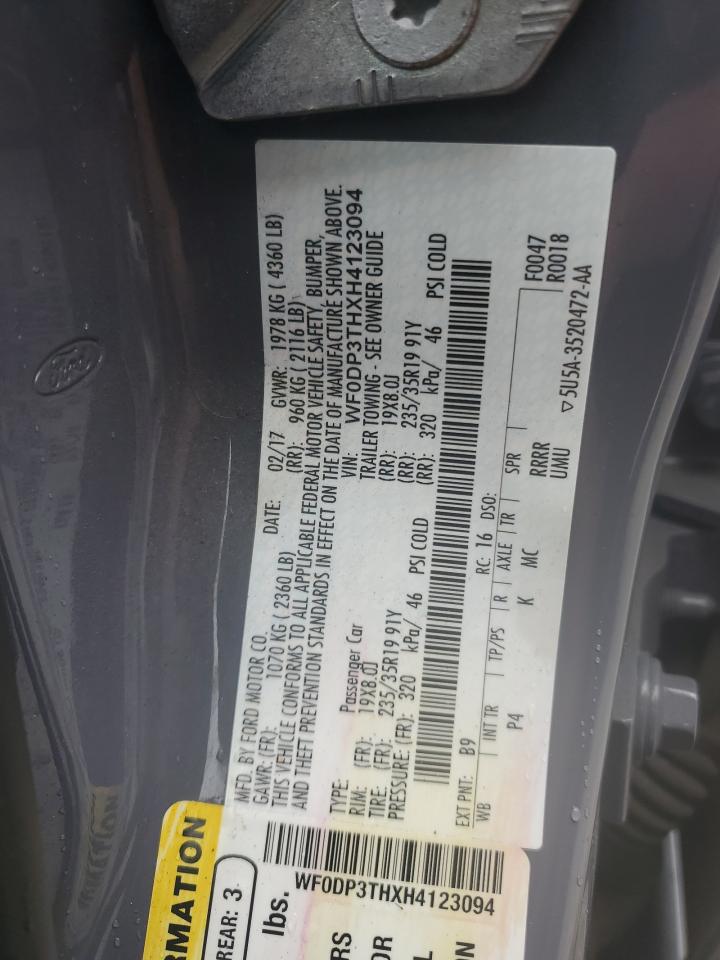 Ford
MFD. BY FORD MOTOR CO. DATE: 02/17 GVWR: 1978 KG ( 4360 LB)
GAWR: (FR): 1070 KG ( 2360 LB) (RR): 960 KG ( 2116 LB)
THIS VEHICLE CONFORMS TO ALL APPLICABLE FEDERAL MOTOR VEHICLE SAFETY, BUMPER,
AND THEFT PREVENTION STANDARDS IN EFFECT ON THE DATE OF MANUFACTURE SHOWN ABOVE.
VIN: WF0DP3THXH4123094
TYPE: Passenger Car TRAILER TOWING - SEE OWNER GUIDE
RIM: (FR): 19X8.0J (RR): 19X8.0J
TIRE: (FR): 235/35R19 91Y (RR): 235/35R19 91Y
PRESSURE: (FR): 320 kPa/ 46 PSI COLD (RR): 320 kPa/ 46 PSI COLD
EXT PNT: B9 RC: 16 DSO: F0047
WB INT TR TP/PS R AXLE TR SPR R0018
P4 K MC RRRR
UMU
5U5A-3520472-AA
RMATION
REAR: 3
lbs.
WF0DP3THXH4123094
RS
OR
L
ON